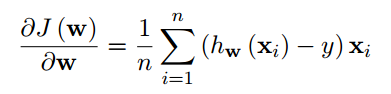 ∂J(𝐰)/∂𝐰 = 1/n ∑_{i=1}^{n} (h_𝐰(𝐱_i) − y) 𝐱_i